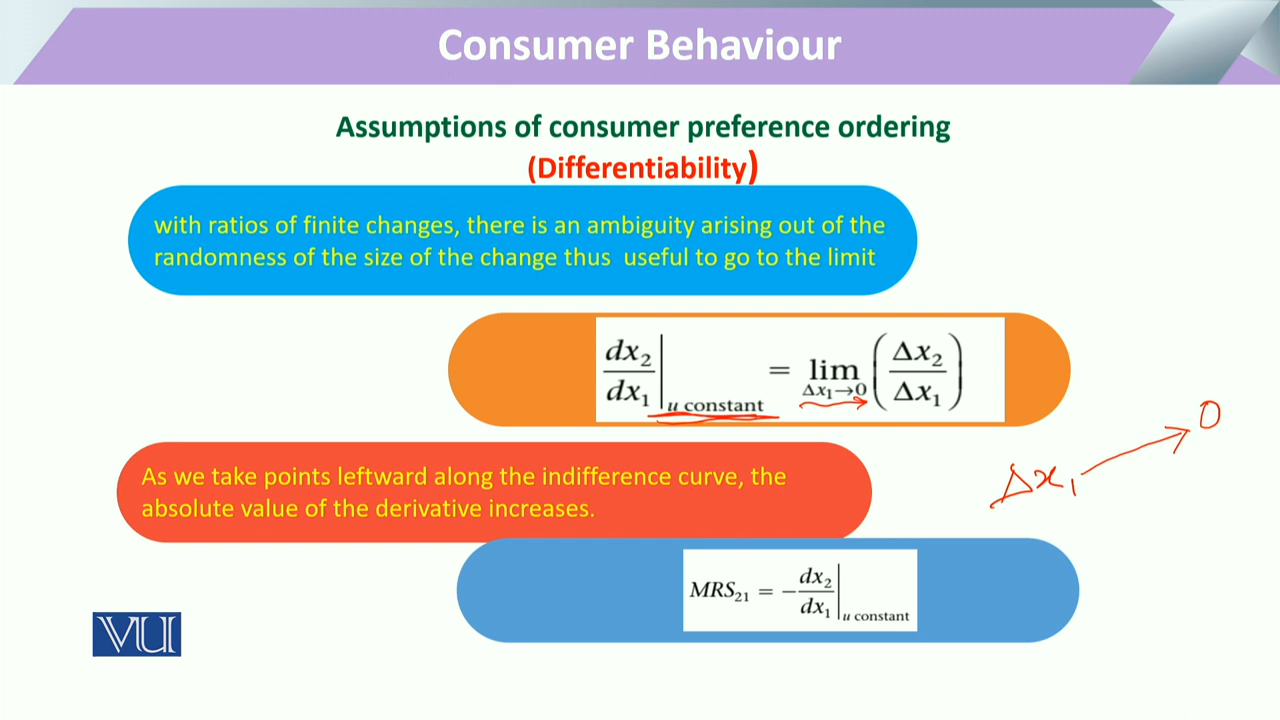 Consumer Behaviour
Assumptions of consumer preference ordering
(Differentiability)
with ratios of finite changes, there is an ambiguity arising out of the
randomness of the size of the change thus useful to go to the limit
dx₂/dx₁|u constant = lim Δx₁→0 (Δx₂/Δx₁)
Δx₁ → 0
As we take points leftward along the indifference curve, the
absolute value of the derivative increases.
MRS₂₁ = −dx₂/dx₁|u constant
VU